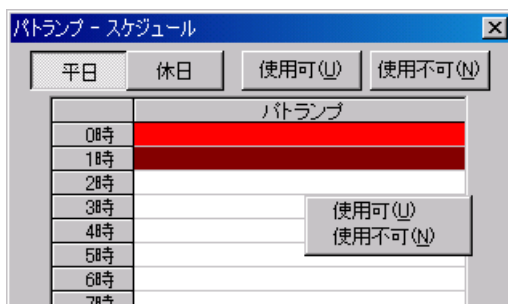 パトランプ - スケジュール
平日 休日 使用可(U) 使用不可(N)
パトランプ
0時
1時
2時
3時
4時
5時
6時
7時
使用可(U)
使用不可(N)